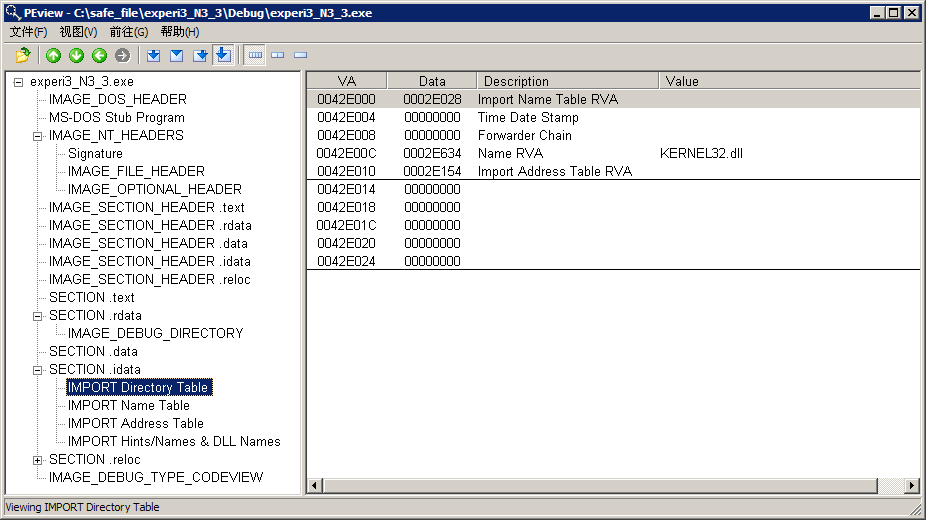 PEview - C:\safe_file\experi3_N3_3\Debug\experi3_N3_3.exe
文件(F) 视图(V) 前往(G) 帮助(H)
experi3_N3_3.exe
IMAGE_DOS_HEADER
MS-DOS Stub Program
IMAGE_NT_HEADERS
Signature
IMAGE_FILE_HEADER
IMAGE_OPTIONAL_HEADER
IMAGE_SECTION_HEADER .text
IMAGE_SECTION_HEADER .rdata
IMAGE_SECTION_HEADER .data
IMAGE_SECTION_HEADER .idata
IMAGE_SECTION_HEADER .reloc
SECTION .text
SECTION .rdata
IMAGE_DEBUG_DIRECTORY
SECTION .data
SECTION .idata
IMPORT Directory Table
IMPORT Name Table
IMPORT Address Table
IMPORT Hints/Names & DLL Names
SECTION .reloc
IMAGE_DEBUG_TYPE_CODEVIEW
VA Data Description Value
0042E000 0002E028 Import Name Table RVA
0042E004 00000000 Time Date Stamp
0042E008 00000000 Forwarder Chain
0042E00C 0002E634 Name RVA KERNEL32.dll
0042E010 0002E154 Import Address Table RVA
0042E014 00000000
0042E018 00000000
0042E01C 00000000
0042E020 00000000
0042E024 00000000
Viewing IMPORT Directory Table